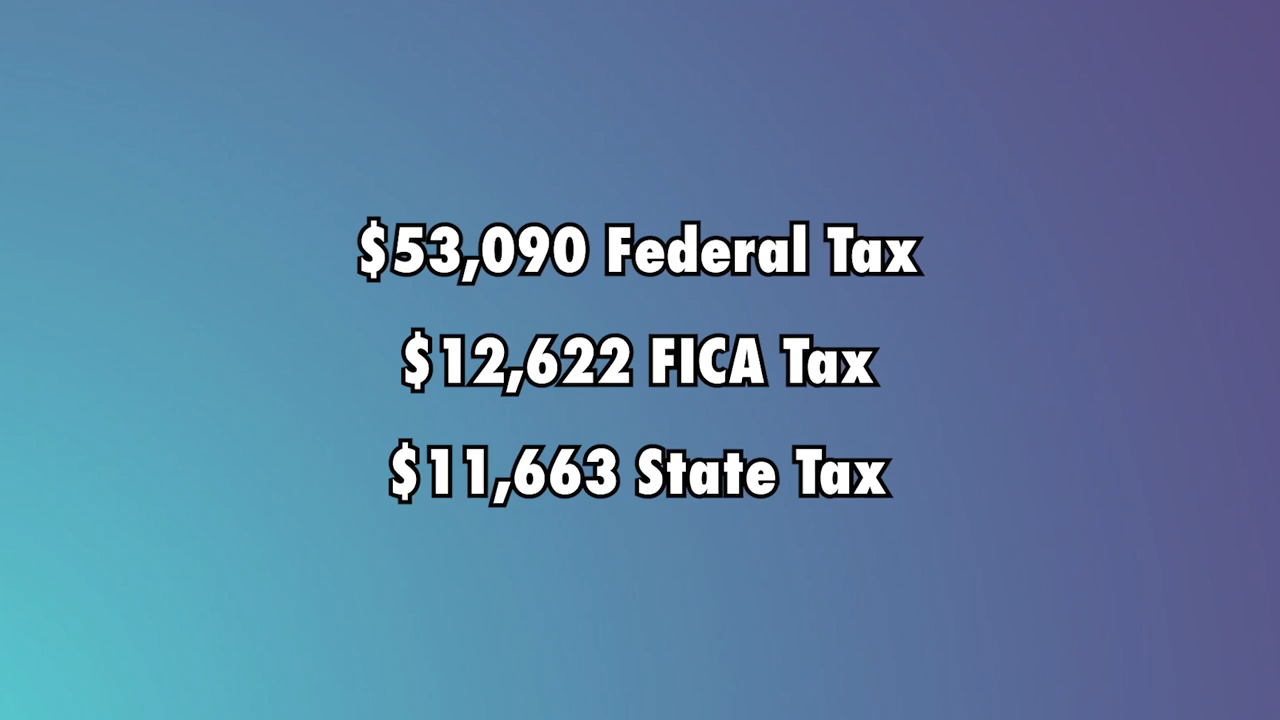 $53,090 Federal Tax
$12,622 FICA Tax
$11,663 State Tax